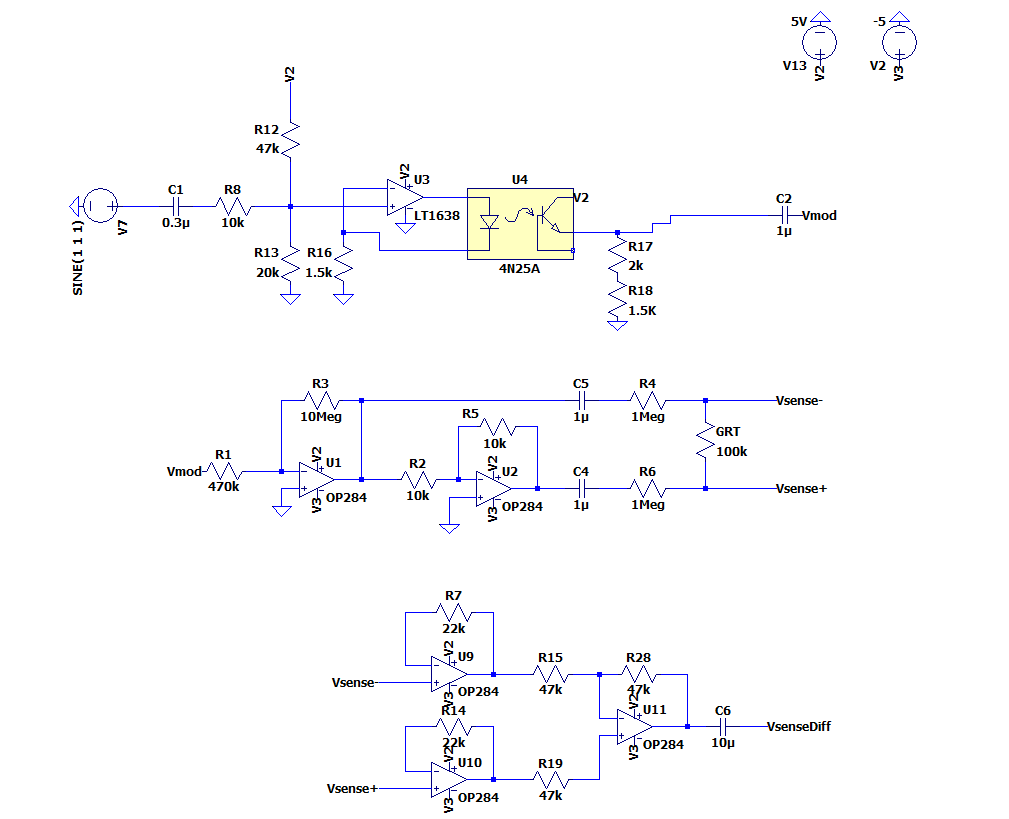 5V
-5
V13
V2
V2
V3
V2
R12
47k
C1
0.3µ
R8
10k
V7
SINE(1 1 1)
R13
20k
R16
1.5k
V2
U3
LT1638
U4
V2
4N25A
R17
2k
R18
1.5K
C2
1µ
Vmod
R3
10Meg
Vmod
R1
470k
V2
U1
V3
OP284
R2
10k
R5
10k
V2
U2
V3
OP284
C5
1µ
R4
1Meg
Vsense-
GRT
100k
C4
1µ
R6
1Meg
Vsense+
R7
22k
Vsense-
V2
U9
V3
OP284
R14
22k
Vsense+
V2
U10
V3
OP284
R15
47k
R28
47k
V2
U11
V3
OP284
R19
47k
C6
10µ
VsenseDiff